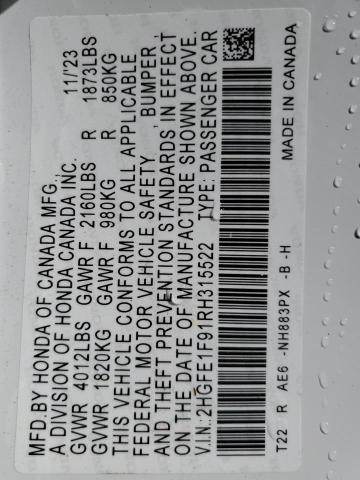 MFD.BY HONDA OF CANADA MFG., 11/'23
A DIVISION OF HONDA CANADA INC.
GVWR 4012LBS GAWR F 2160LBS R 1873LBS
GVWR 1820KG GAWR F 980KG R 850KG
THIS VEHICLE CONFORMS TO ALL APPLICABLE
FEDERAL MOTOR VEHICLE SAFETY, BUMPER,
AND THEFT PREVENTION STANDARDS IN EFFECT
ON THE DATE OF MANUFACTURE SHOWN ABOVE.
V.I.N.:2HGFE1F91RH315522 TYPE:PASSENGER CAR
T22 R AE6 -NH883PX -B -H MADE IN CANADA